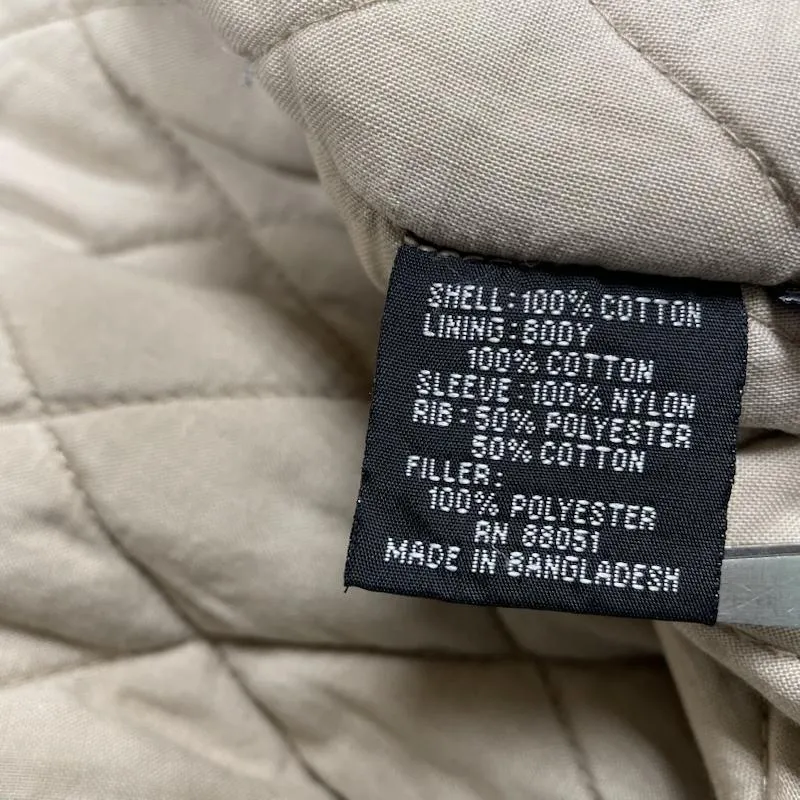 SHELL:100% COTTON
LINING:BODY
100% COTTON
SLEEVE:100% NYLON
RIB:50% POLYESTER
50% COTTON
FILLER:
100% POLYESTER
RN 88051
MADE IN BANGLADESH